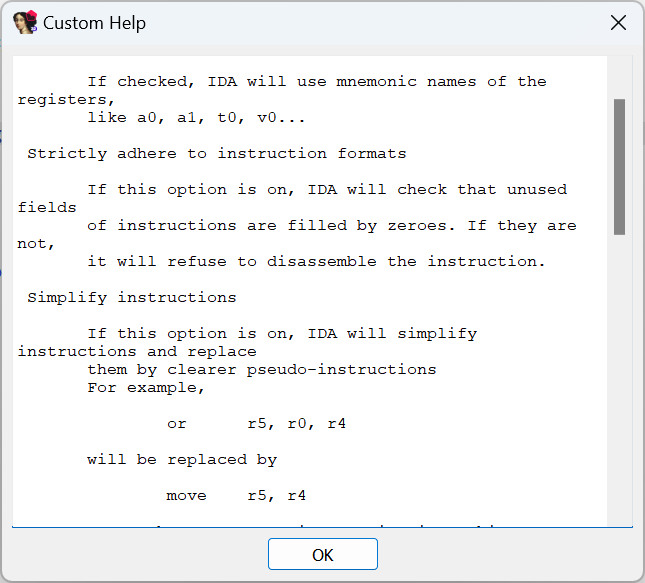 Custom Help
If checked, IDA will use mnemonic names of the
registers,
like a0, a1, t0, v0...
Strictly adhere to instruction formats
If this option is on, IDA will check that unused
fields
of instructions are filled by zeroes. If they are
not,
it will refuse to disassemble the instruction.
Simplify instructions
If this option is on, IDA will simplify
instructions and replace
them by clearer pseudo-instructions
For example,
or r5, r0, r4
will be replaced by
move r5, r4
OK